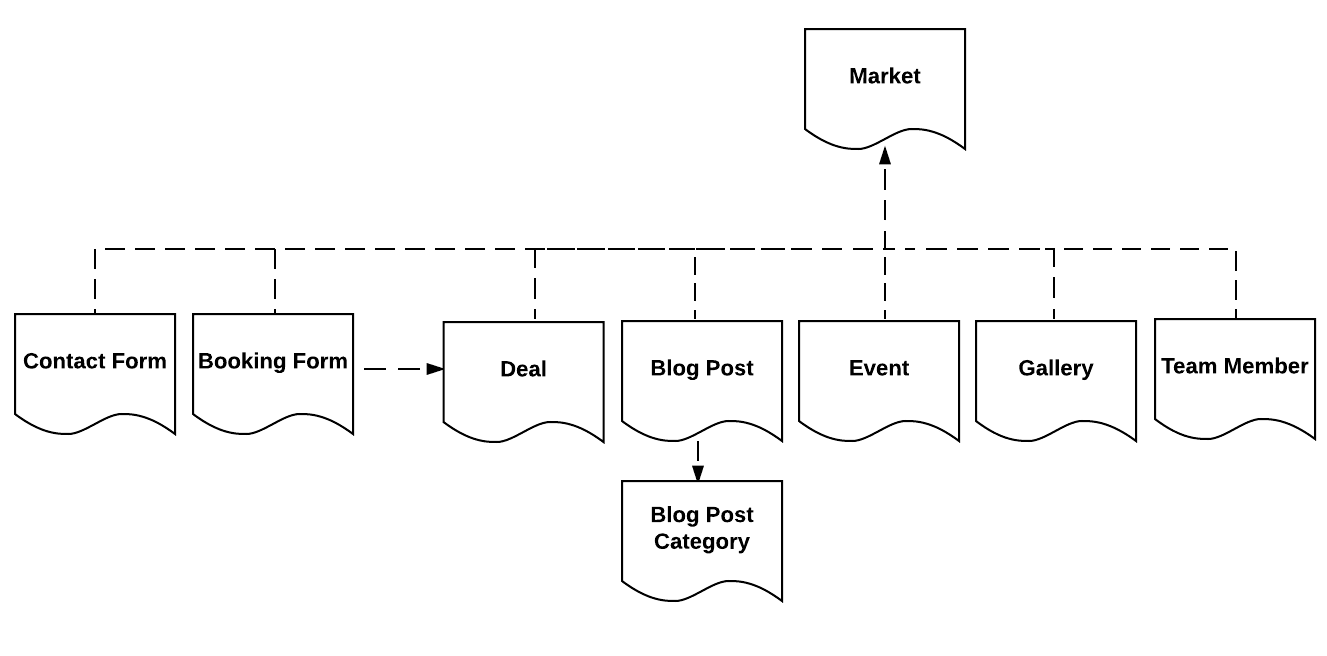 Market
Contact Form
Booking Form
Deal
Blog Post
Event
Gallery
Team Member
Blog Post
Category